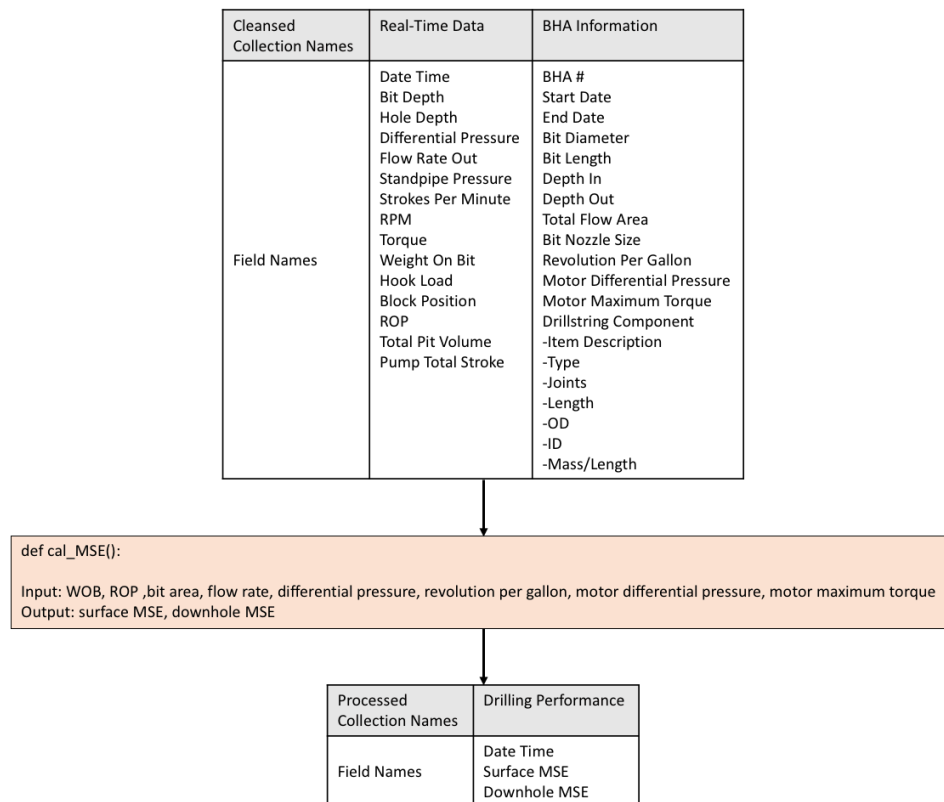 Cleansed
Collection Names
Real-Time Data
BHA Information
Field Names
Date Time
Bit Depth
Hole Depth
Differential Pressure
Flow Rate Out
Standpipe Pressure
Strokes Per Minute
RPM
Torque
Weight On Bit
Hook Load
Block Position
ROP
Total Pit Volume
Pump Total Stroke
BHA #
Start Date
End Date
Bit Diameter
Bit Length
Depth In
Depth Out
Total Flow Area
Bit Nozzle Size
Revolution Per Gallon
Motor Differential Pressure
Motor Maximum Torque
Drillstring Component
-Item Description
-Type
-Joints
-Length
-OD
-ID
-Mass/Length
def cal_MSE():
Input: WOB, ROP ,bit area, flow rate, differential pressure, revolution per gallon, motor differential pressure, motor maximum torque
Output: surface MSE, downhole MSE
Processed
Collection Names
Drilling Performance
Field Names
Date Time
Surface MSE
Downhole MSE